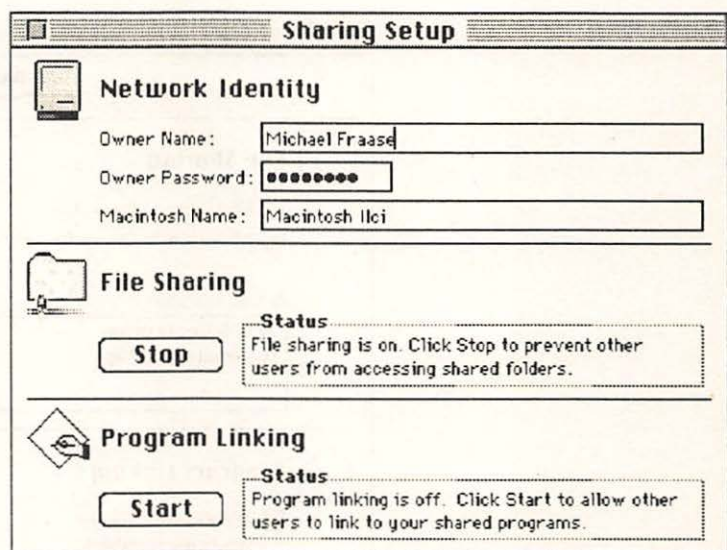 Sharing Setup
Network Identity
Owner Name:
Michael Fraase
Owner Password:
••••••••
Macintosh Name:
Macintosh IIci
File Sharing
Status
Stop
File sharing is on. Click Stop to prevent other
users from accessing shared folders.
Program Linking
Status
Start
Program linking is off. Click Start to allow other
users to link to your shared programs.